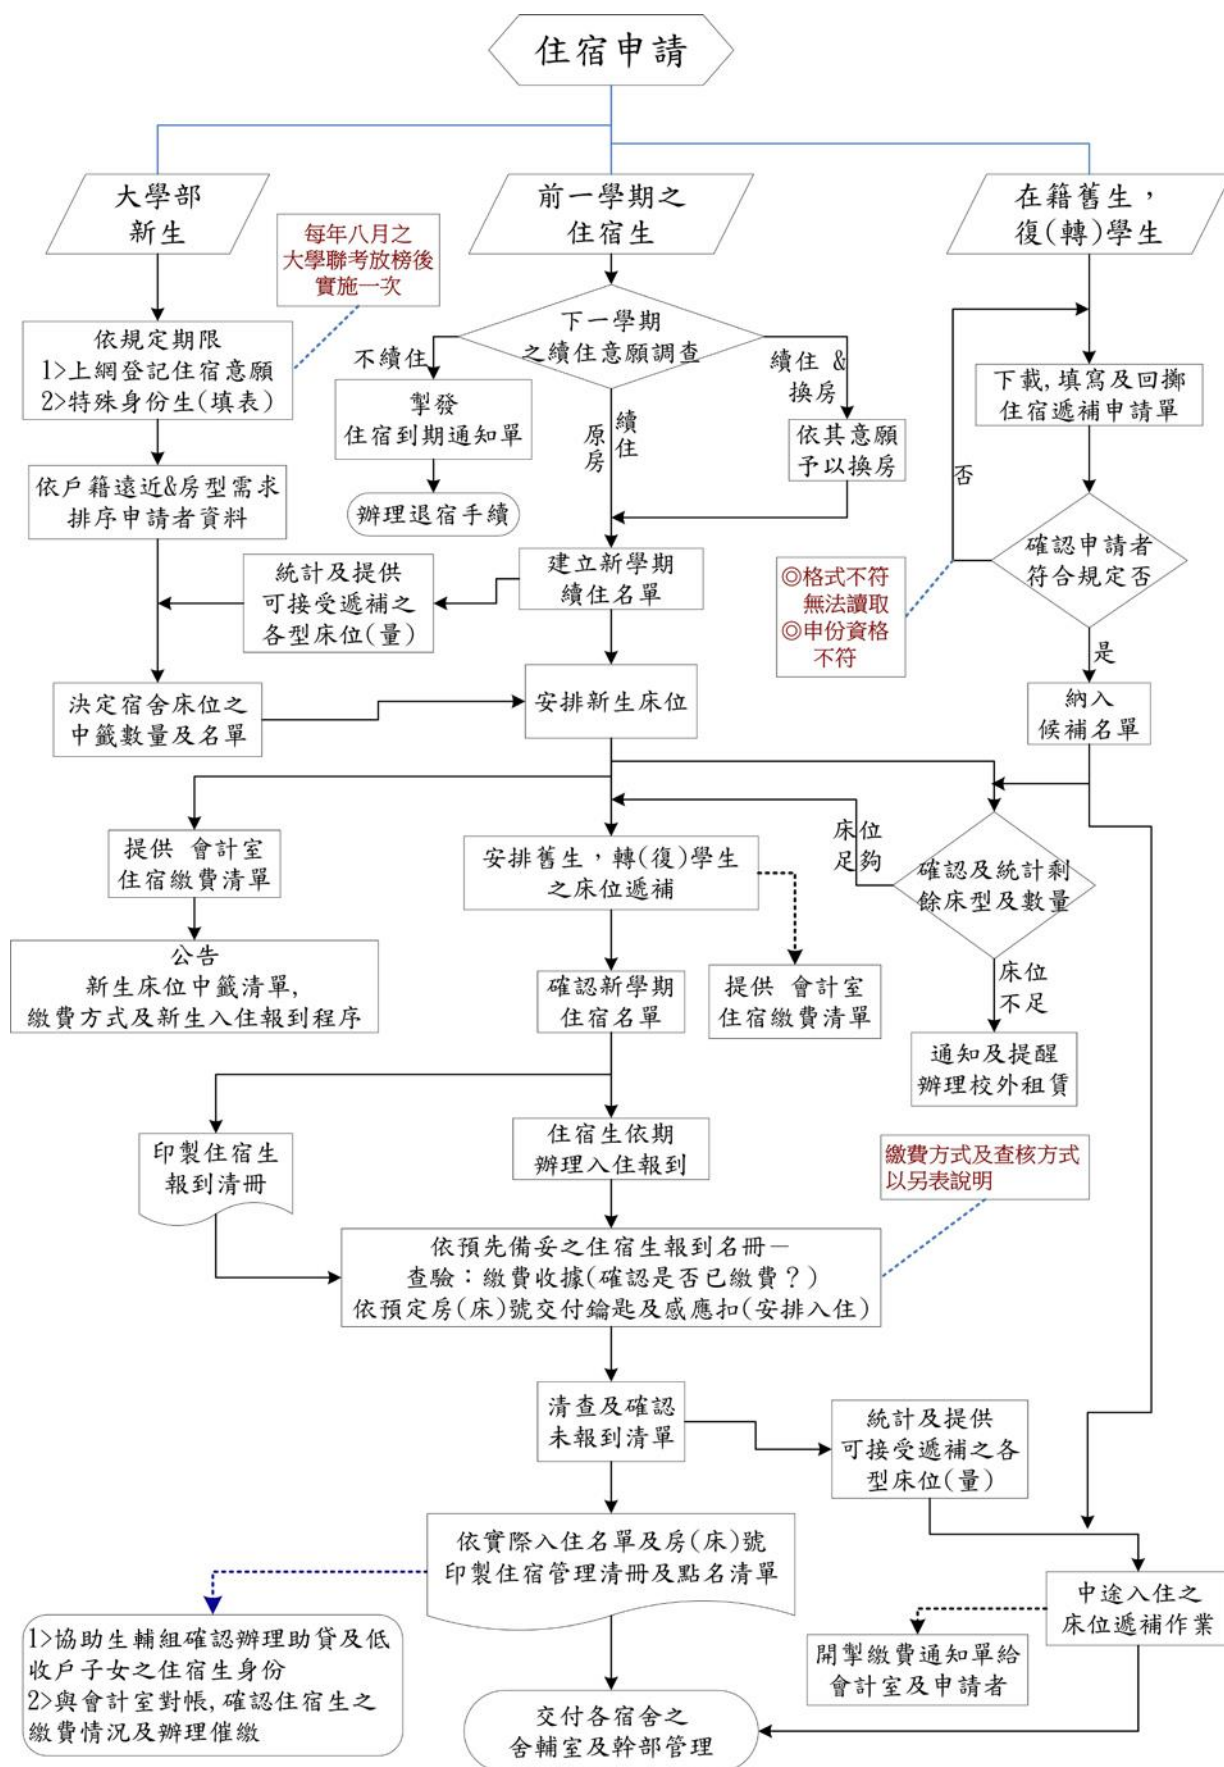 住宿申請
大學部
新生
前一學期之
住宿生
在籍舊生，
復(轉)學生
每年八月之
大學聯考放榜後
實施一次
依規定期限
1>上網登記住宿意願
2>特殊身份生(填表)
下一學期
之續住意願調查
不續住
續住 &
換房
原房
續住
掣發
住宿到期通知單
依其意願
予以換房
辦理退宿手續
下載,填寫及回擲
住宿遞補申請單
否
依戶籍遠近&房型需求
排序申請者資料
確認申請者
符合規定否
◎格式不符
無法讀取
◎申份資格
不符
是
統計及提供
可接受遞補之
各型床位(量)
建立新學期
續住名單
決定宿舍床位之
中籤數量及名單
安排新生床位
納入
候補名單
提供 會計室
住宿繳費清單
安排舊生，轉(復)學生
之床位遞補
床位
足夠
確認及統計剩
餘床型及數量
公告
新生床位中籤清單,
繳費方式及新生入住報到程序
確認新學期
住宿名單
提供 會計室
住宿繳費清單
床位
不足
通知及提醒
辦理校外租賃
印製住宿生
報到清冊
住宿生依期
辦理入住報到
繳費方式及查核方式
以另表說明
依預先備妥之住宿生報到名冊－
查驗：繳費收據(確認是否已繳費？)
依預定房(床)號交付鑰匙及感應扣(安排入住)
清查及確認
未報到清單
統計及提供
可接受遞補之各
型床位(量)
依實際入住名單及房(床)號
印製住宿管理清冊及點名清單
中途入住之
床位遞補作業
1>協助生輔組確認辦理助貸及低
收戶子女之住宿生身份
2>與會計室對帳,確認住宿生之
繳費情況及辦理催繳
開掣繳費通知單給
會計室及申請者
交付各宿舍之
舍輔室及幹部管理